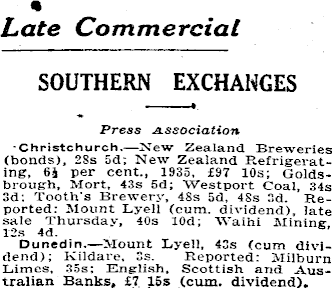 Late Commercial
SOUTHERN EXCHANGES
Press Association
Christchurch.—New Zealand Breweries
(bonds), 28s 5d; New Zealand Refrigerat-
ing, 6½ per cent., 1935, £97 10s; Golds-
brough, Mort, 43s 5d; Westport Coal, 34s
3d; Tooth's Brewery, 48s 5d, 48s 3d. Re-
ported: Mount Lyell (cum. dividend), late
sale Thursday, 40s 10d; Waihi Mining,
12s 4d.
Dunedin.—Mount Lyell, 43s (cum divi-
dend); Kildare, 3s. Reported: Milburn
Limes, 35s; English, Scottish and Aus-
tralian Banks, £7 15s (cum. dividend).